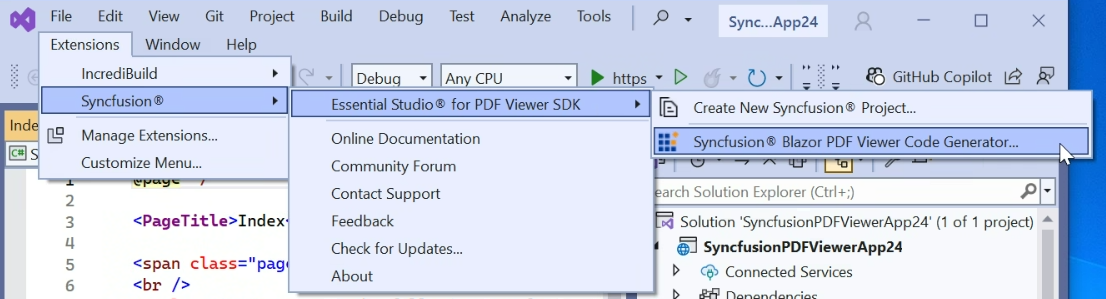 File Edit View Git Project Build Debug Test Analyze Tools Sync...App24
Extensions Window Help
IncrediBuild
Debug Any CPU https GitHub Copilot
Syncfusion®
Essential Studio® for PDF Viewer SDK
Create New Syncfusion® Project...
Inde
Manage Extensions...
Online Documentation
Syncfusion® Blazor PDF Viewer Code Generator...
C# S
Customize Menu...
Community Forum
1 @page "/"
2
Contact Support
earch Solution Explorer (Ctrl+;)
3 <PageTitle>Index<
Feedback
Solution 'SyncfusionPDFViewerApp24' (1 of 1 project)
4
Check for Updates...
SyncfusionPDFViewerApp24
5 <span class="page
About
Connected Services
6 <br />
Dependencies